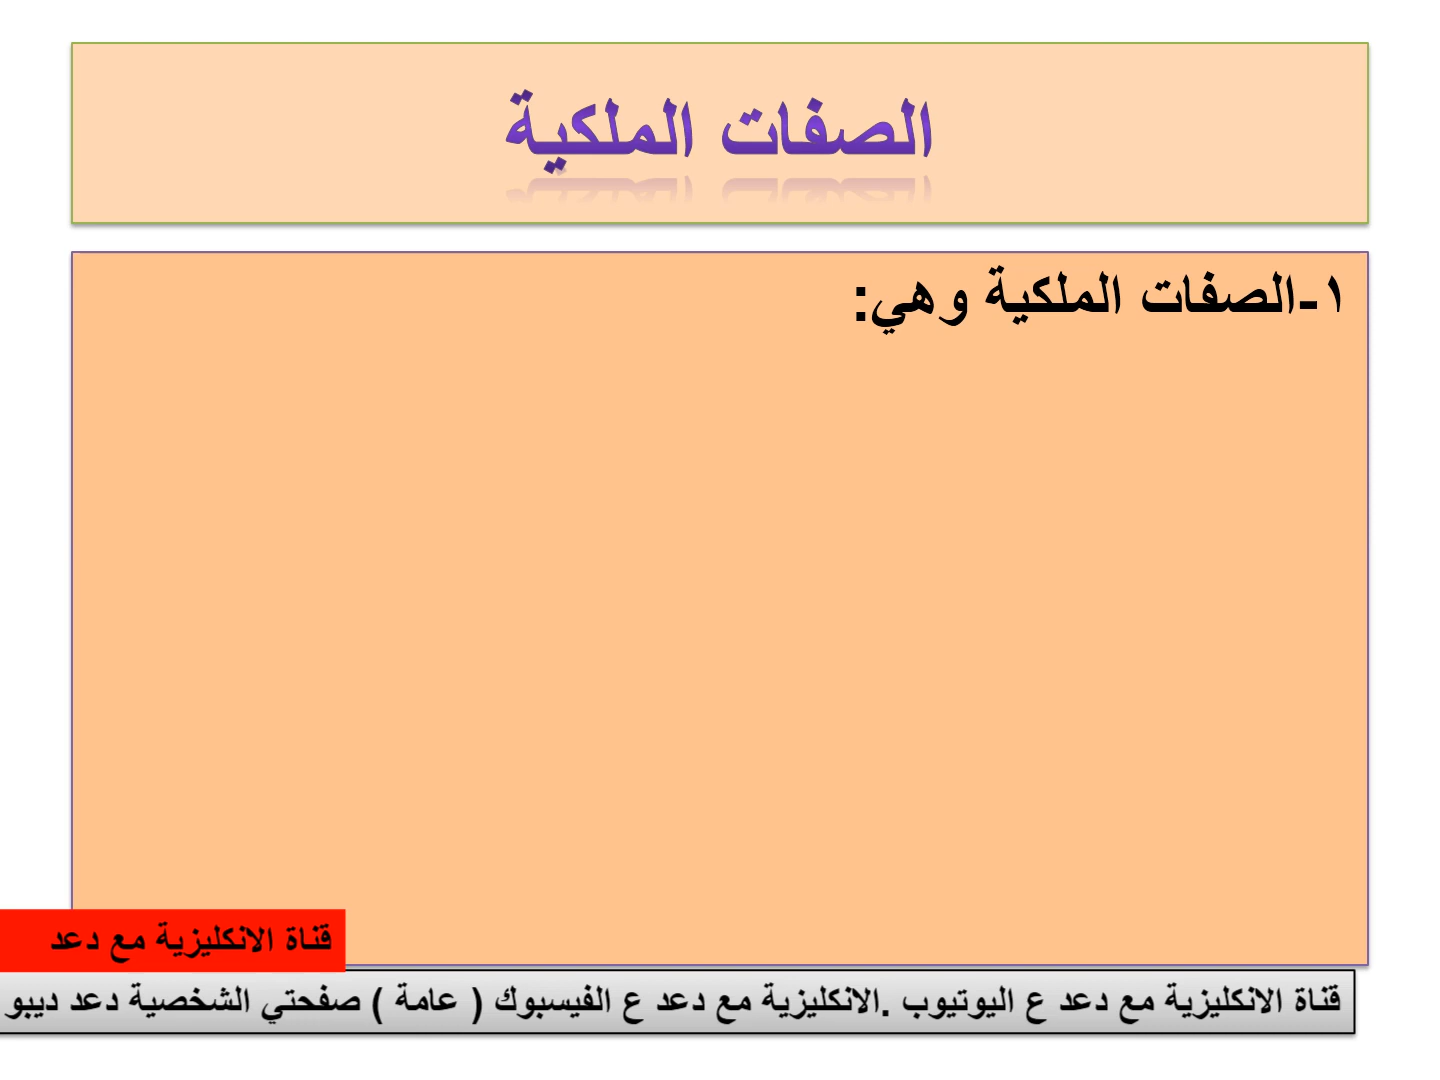 الصفات الملكية
١-الصفات الملكية وهي:
قناة الانكليزية مع دعد
قناة الانكليزية مع دعد ع اليوتيوب .الانكليزية مع دعد ع الفيسبوك ( عامة ) صفحتي الشخصية دعد ديبو